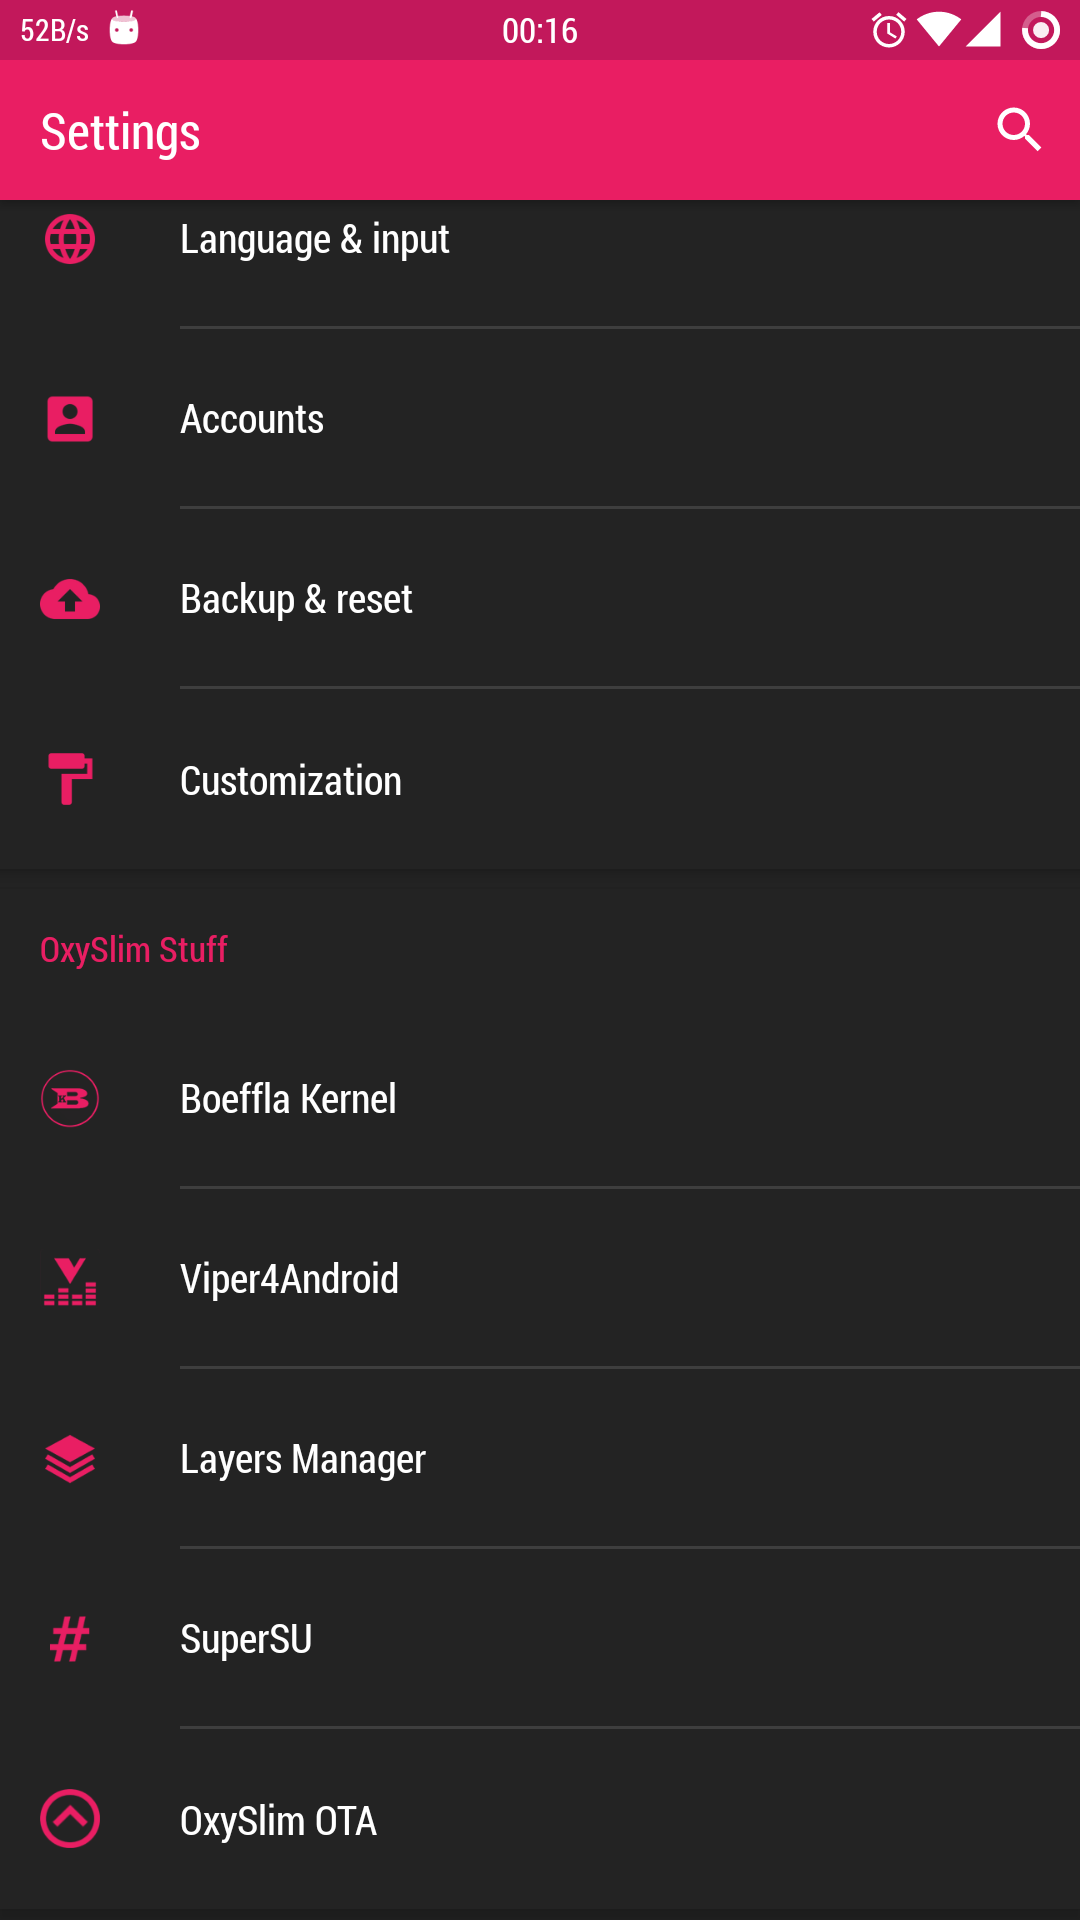 52B/s 00:16
Settings
Language & input
Accounts
Backup & reset
Customization
OxySlim Stuff
Boeffla Kernel
Viper4Android
Layers Manager
SuperSU
OxySlim OTA